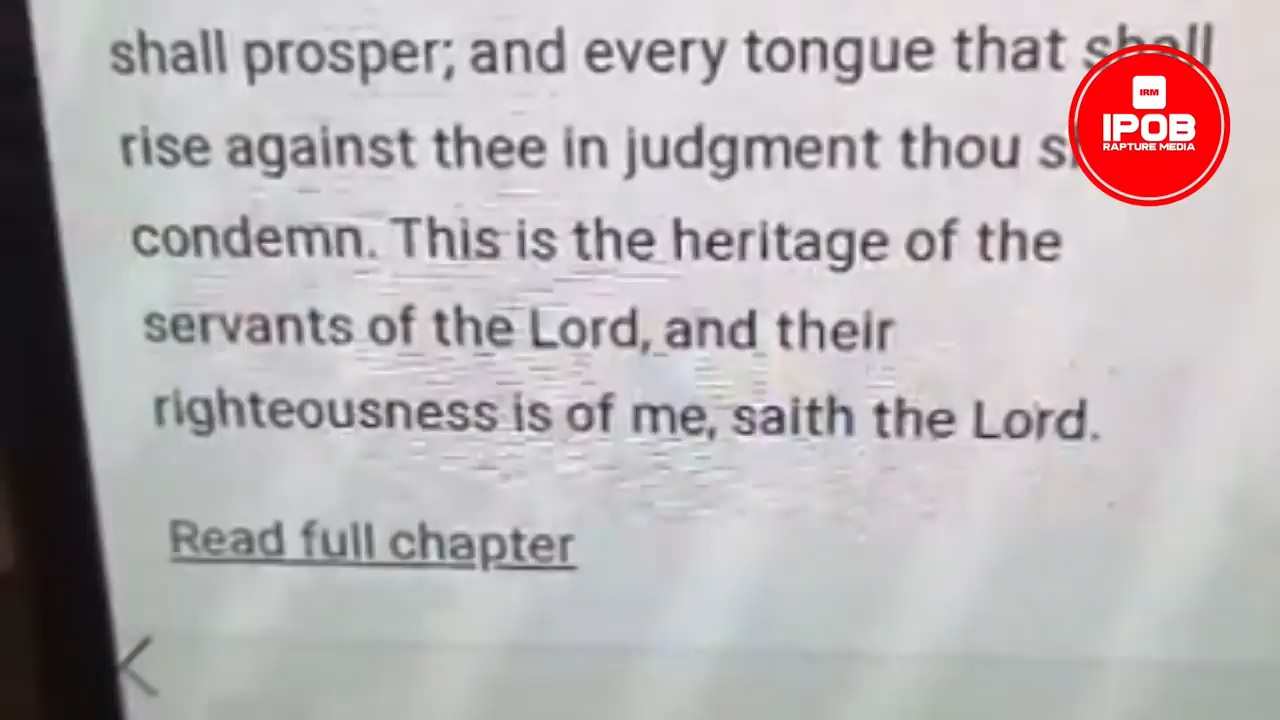 shall prosper; and every tongue that shall
rise against thee in judgment thou
condemn. This is the heritage of the
servants of the Lord, and their
righteousness is of me, saith the Lord.
Read full chapter
IRM
IPOB
RAPTURE MEDIA